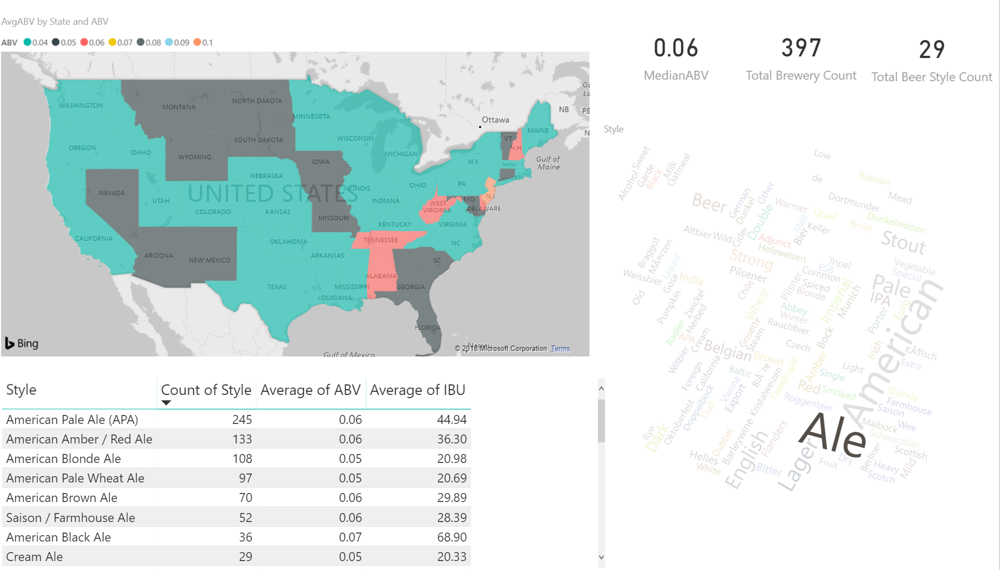 AvgABV by State and ABV
ABV 0.04 0.05 0.06 0.07 0.08 0.09 0.1
WASHINGTON
MONTANA
NORTH DAKOTA
MINNESOTA
OREGON
IDAHO
WYOMING
SOUTH DAKOTA
WISCONSIN
MICHIGAN
IOWA
NEBRASKA
NEVADA
UTAH
COLORADO
UNITED STATES
KANSAS
MISSOURI
ILLINOIS
INDIANA
OHIO
PA
N.Y.
VT.
N.H.
MAINE
MASS
R.I.
N.J.
MD
DELAWARE
WEST
VIRGINIA
VIRGINIA
KENTUCKY
CALIFORNIA
ARIZONA
NEW MEXICO
OKLAHOMA
ARKANSAS
TENNESSEE
NC
SC
ALABAMA
MISSISSIPPI
GEORGIA
TEXAS
LOUISIANA
FLORIDA
Ottawa
NB
Gulf of
Maine
Gulf of Mexico
Nassau
Bing
Microsoft Corporation Terms
0.06
MedianABV
397
Total Brewery Count
29
Total Beer Style Count
Style
Alcohol
Sweet
Garde
Black
Milk
Oatmeal
Low
de
Russian
Dortmunder
Mead
Dunkelweizen
Beer
German
Dunkel
Other
Double
Warmer
Quad
Bruin
Malt
Bier
Keller
Altbier
Wild
Cider
Adjunct
Hefeweizen
Stout
Braggot
MÃ¤rzen
Liquor
Weissbier
Gose
India
Old
Pumpkin
Strong
Pilsener
Chile
Wheat
Pilsner
Tripel
ESB
Common
Spiced
Blonde
Imperial
Munich
Abbey
Winter
Rauchbier
Vegetable
Special
Pale
IPA
Euro
Porter
American
Zwickel
Herbed
Radler
APA
Cream
Witbier
Belgian
Grisette
Steam
Czech
Bock
Irish
KÃ¶lsch
Extra
Foreign
California
Brown
Baltic
BiÃ¨re
Vienna
Export
Kristalweizen
Quadrupel
Amber
Single
Light
Red
Smoked
Roggenbier
Shandy
Farmhouse
Saison
Maibock
Wee
Schwarzbier
Scottish
Rye
Dark
Oktoberfest
Doppelbock
Oud
Dubbel
Barleywine
Helles
White
English
Flanders
Bitter
Lager
Ale
Fruit
Dry
Berliner
Heavy
Scotch
Mild
Style Count of Style Average of ABV Average of IBU
American Pale Ale (APA) 245 0.06 44.94
American Amber / Red Ale 133 0.06 36.30
American Blonde Ale 108 0.05 20.98
American Pale Wheat Ale 97 0.05 20.69
American Brown Ale 70 0.06 29.89
Saison / Farmhouse Ale 52 0.06 28.39
American Black Ale 36 0.07 68.90
Cream Ale 29 0.05 20.33